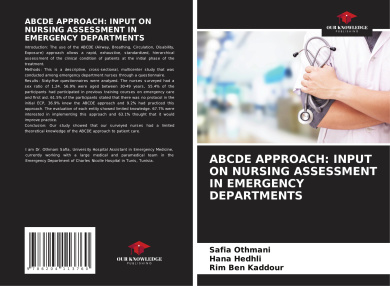 ABCDE APPROACH: INPUT ON
NURSING ASSESSMENT IN
EMERGENCY DEPARTMENTS
Introduction: The use of the ABCDE (Airway, Breathing, Circulation, Disability,
Exposure) approach allows a rapid, exhaustive, standardized, hierarchical
assessment of the clinical condition of patients at the initial phase of the
treatment.
Methods: This is a descriptive cross-sectional, multicenter study that was
conducted among emergency department nurses through a questionnaire.
Results: Sixty-five questionnaires were analyzed. The nurses surveyed had a
sex ratio of 1.24. 56.9% were aged between 30-49 years, 55.4% of the
participants had participated in previous training courses on emergency care
and first aid. 61.5% of the participants stated that there was no protocol in the
initial ECP. 36.9% knew the ABCDE approach and 9.2% had practiced this
approach. The evaluation of each entity showed limited knowledge. 67.7% were
interested in implementing this approach and 63.1% thought that it would
improve practice.
Conclusion: Our study showed that our surveyed nurses had a limited
theoretical knowledge of the ABCDE approach to patient care.
I am Dr. Othmani Safia, University Hospital Assistant in Emergency Medicine,
currently working with a large medical and paramedical team in the
Emergency Department of Charles Nicolle Hospital in Tunis, Tunisia.
OUR KNOWLEDGE
PUBLISHING
OUR KNOWLEDGE
PUBLISHING
ABCDE APPROACH: INPUT
ON NURSING ASSESSMENT
IN EMERGENCY
DEPARTMENTS
Safia Othmani
Hana Hedhli
Rim Ben Kaddour